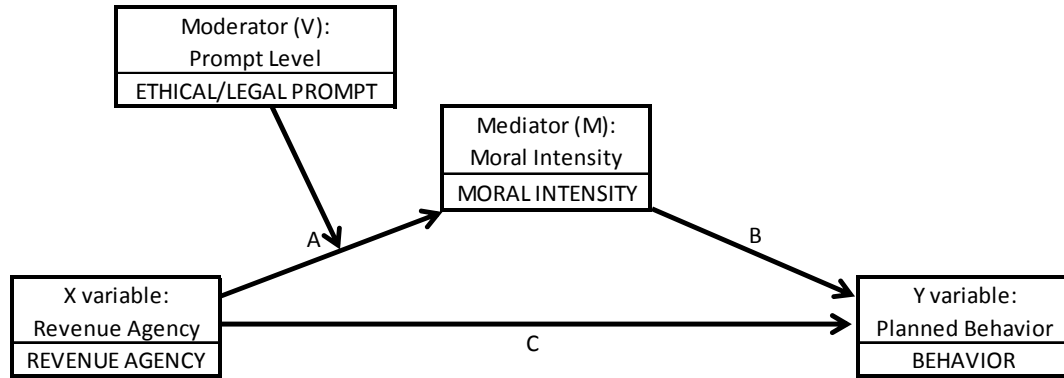 Moderator (V):
Prompt Level
ETHICAL/LEGAL PROMPT
Mediator (M):
Moral Intensity
MORAL INTENSITY
A
B
X variable:
Revenue Agency
REVENUE AGENCY
C
Y variable:
Planned Behavior
BEHAVIOR